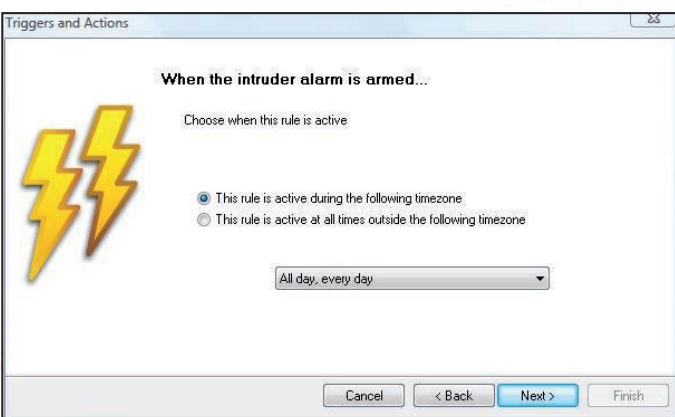 Triggers and Actions
When the intruder alarm is armed...
Choose when this rule is active
This rule is active during the following timezone
This rule is active at all times outside the following timezone
All day, every day
Cancel
< Back
Next >
Finish